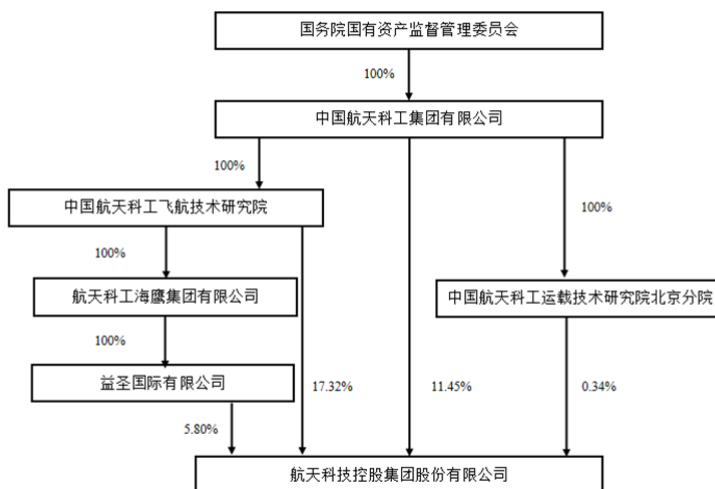 国务院国有资产监督管理委员会
100%
中国航天科工集团有限公司
100%
中国航天科工飞航技术研究院
100%
100%
航天科工海鹰集团有限公司
中国航天科工运载技术研究院北京分院
100%
益圣国际有限公司
17.32%
11.45%
0.34%
5.80%
航天科技控股集团股份有限公司